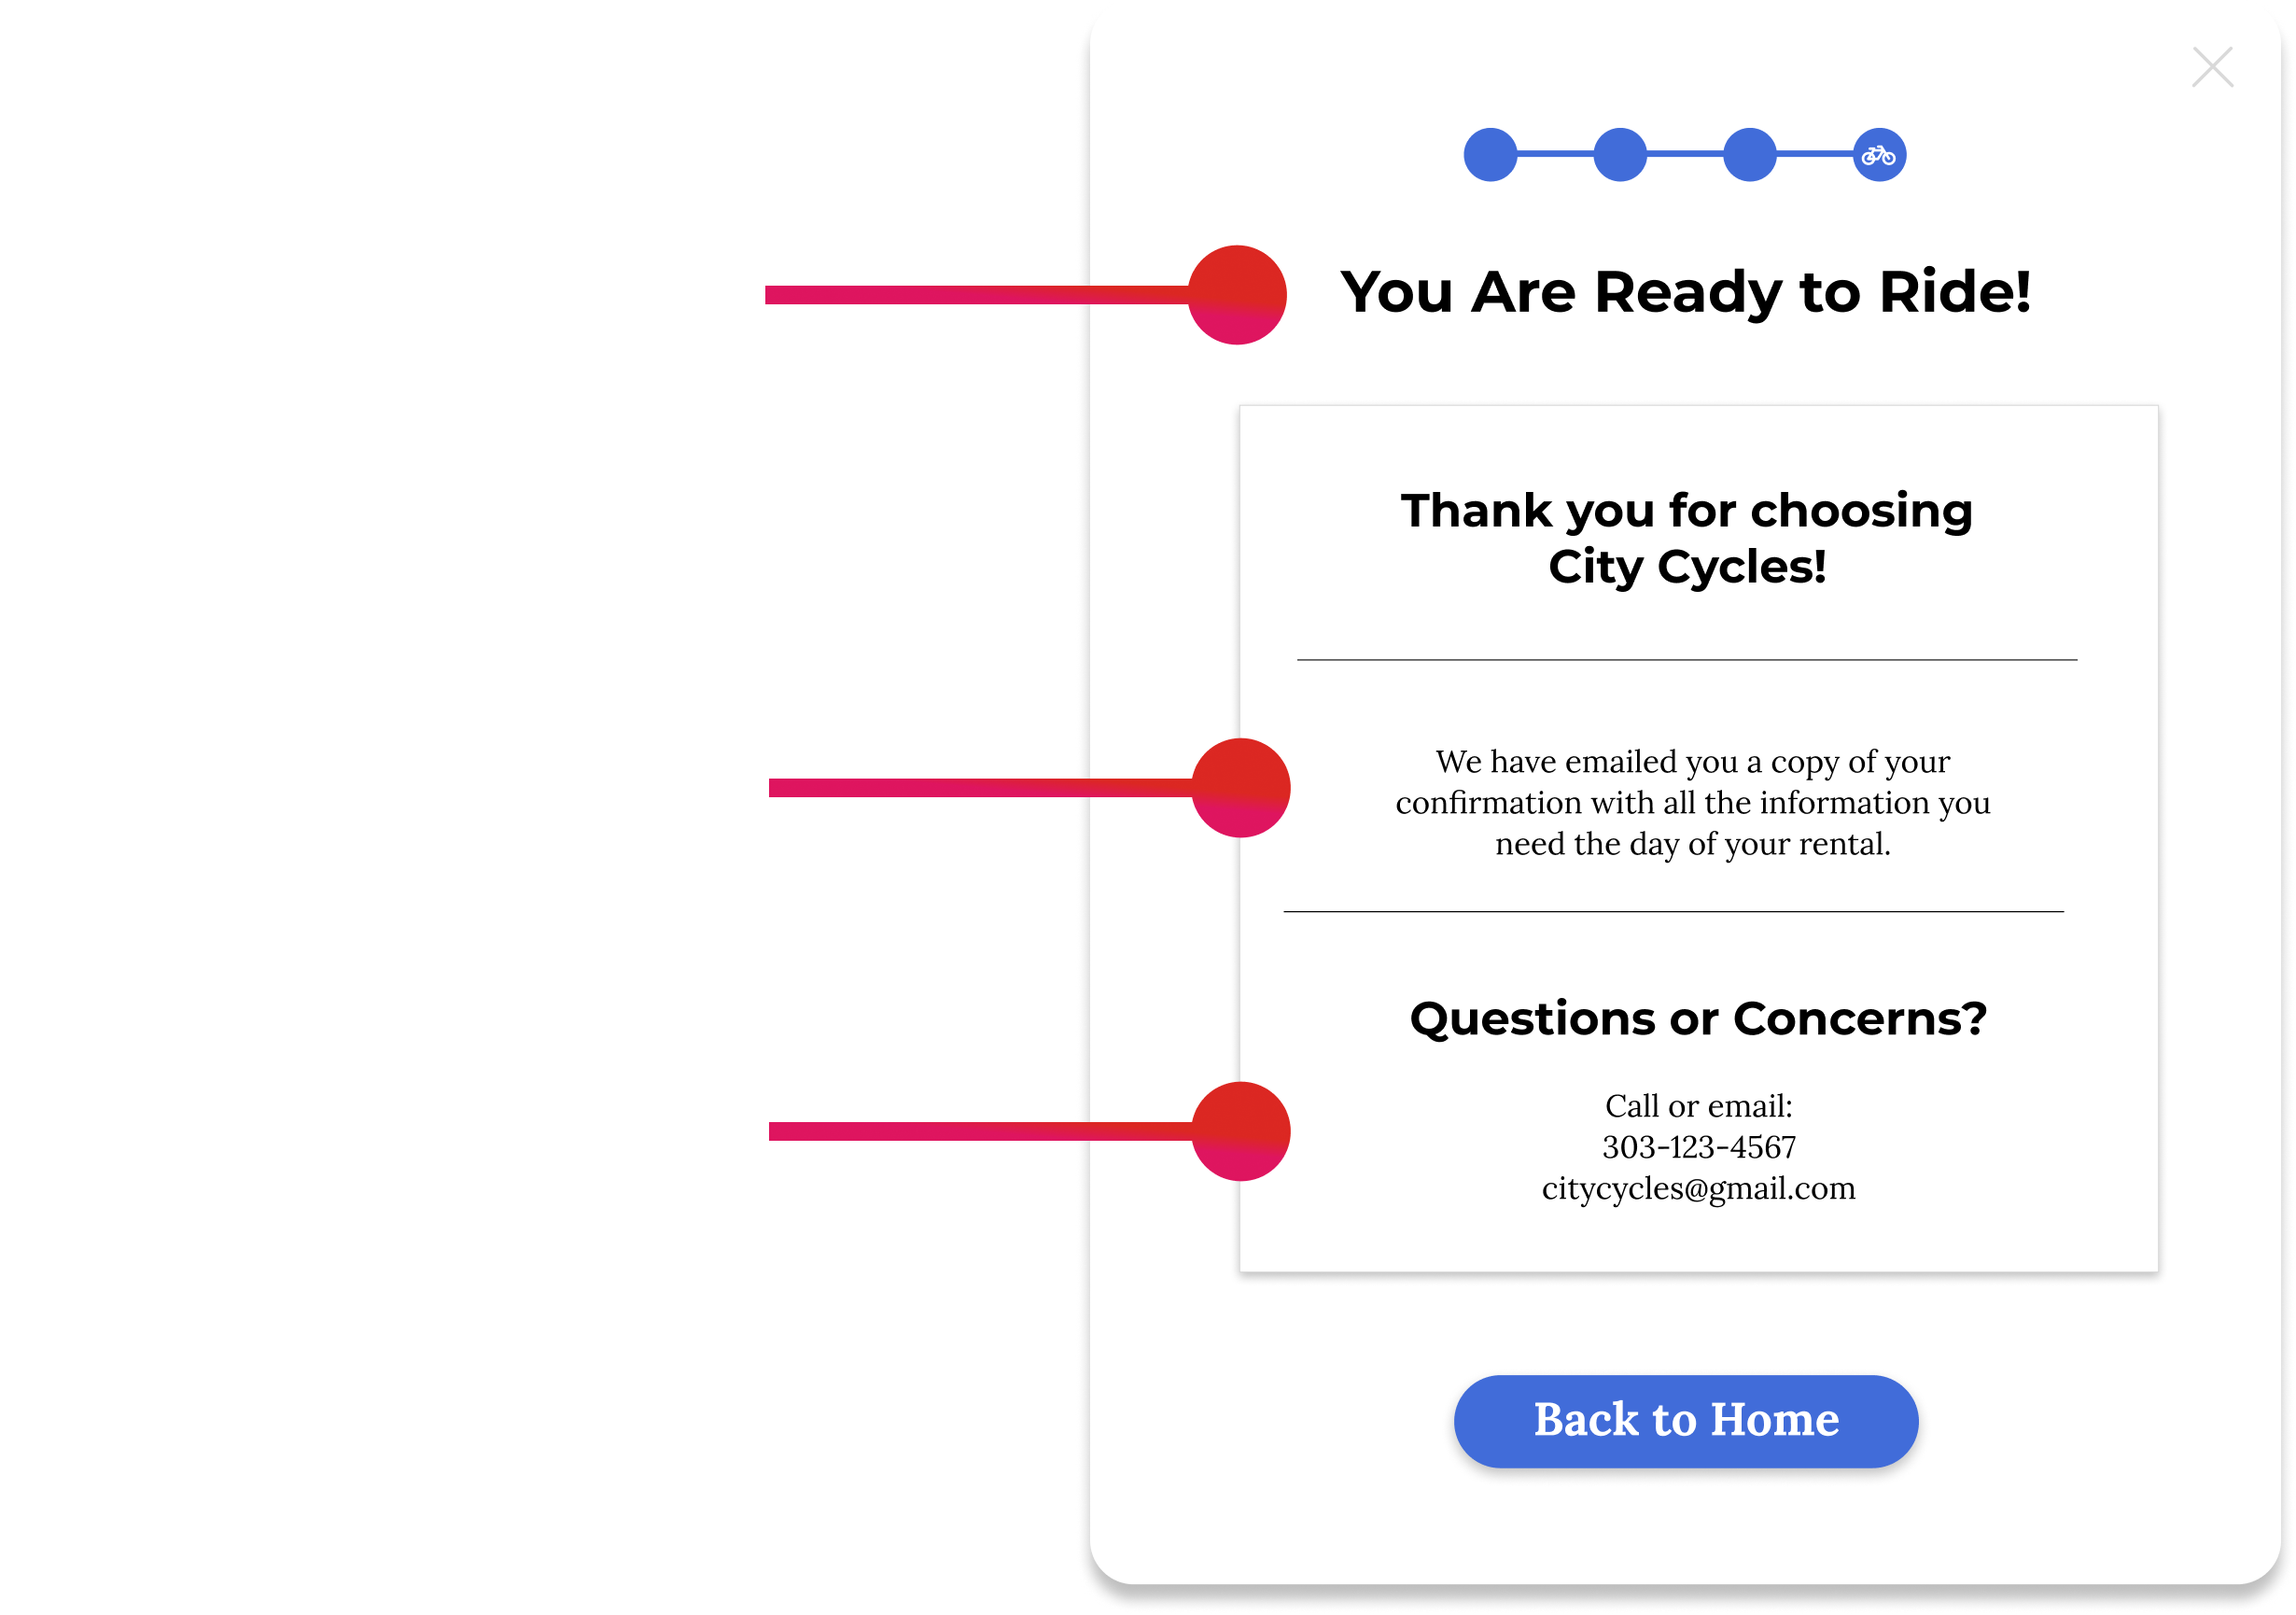 You Are Ready to Ride!
Thank you for choosing
City Cycles!
We have emailed you a copy of your
confirmation with all the information you
need the day of your rental.
Questions or Concerns?
Call or email:
303-123-4567
citycycles@gmail.com
Back to Home